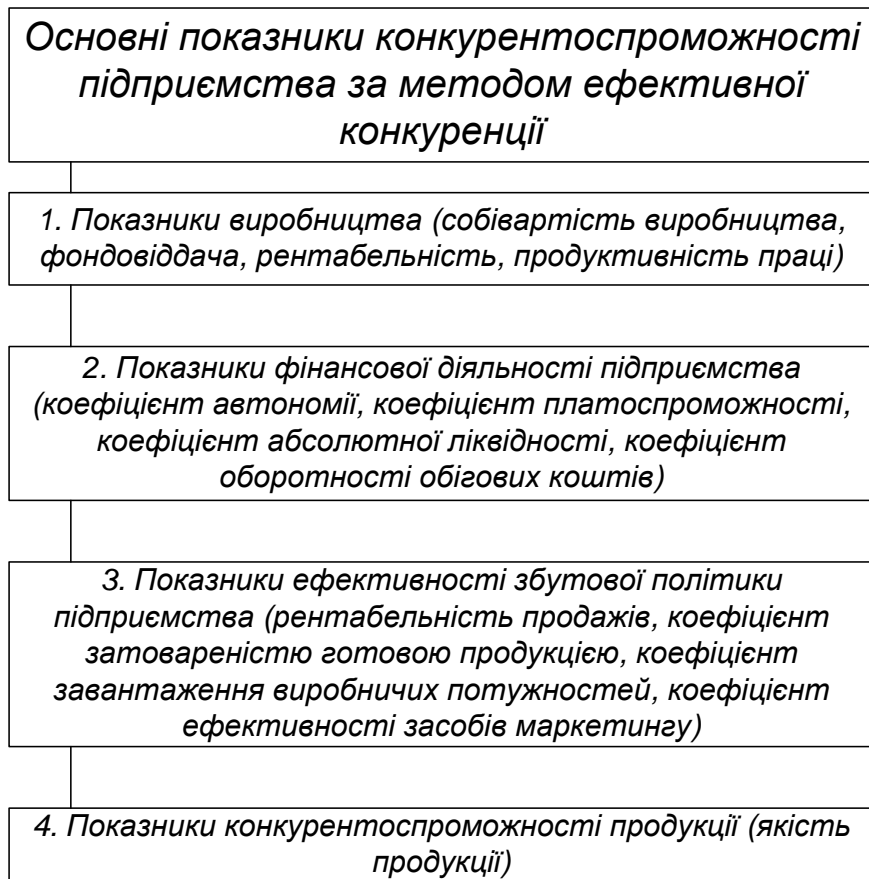 Основні показники конкурентоспроможності
підприємства за методом ефективної
конкуренції
1. Показники виробництва (собівартість виробництва,
фондовіддача, рентабельність, продуктивність праці)
2. Показники фінансової діяльності підприємства
(коефіцієнт автономії, коефіцієнт платоспроможності,
коефіцієнт абсолютної ліквідності, коефіцієнт
оборотності обігових коштів)
3. Показники ефективності збутової політики
підприємства (рентабельність продажів, коефіцієнт
затовареністю готовою продукцією, коефіцієнт
завантаження виробничих потужностей, коефіцієнт
ефективності засобів маркетингу)
4. Показники конкурентоспроможності продукції (якість
продукції)